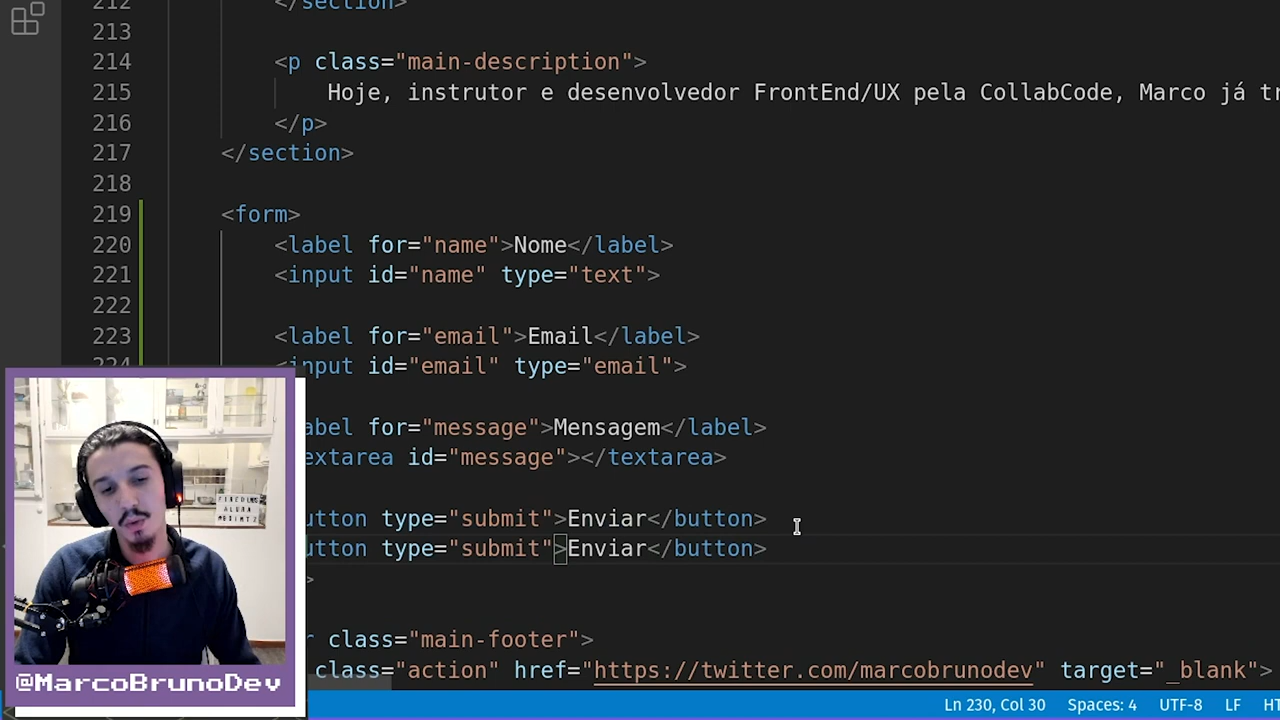 212 </section>
213
214 <p class="main-description">
215 Hoje, instrutor e desenvolvedor FrontEnd/UX pela CollabCode, Marco já tr
216 </p>
217 </section>
218
219 <form>
220 <label for="name">Nome</label>
221 <input id="name" type="text">
222
223 <label for="email">Email</label>
224 <input id="email" type="email">
abel for="message">Mensagem</label>
extarea id="message"></textarea>
utton type="submit">Enviar</button>
utton type="submit">Enviar</button>
>
r class="main-footer">
class="action" href="https://twitter.com/marcobrunodev" target="_blank">
@MarcoBrunoDev
Ln 230, Col 30 Spaces: 4 UTF-8 LF HT